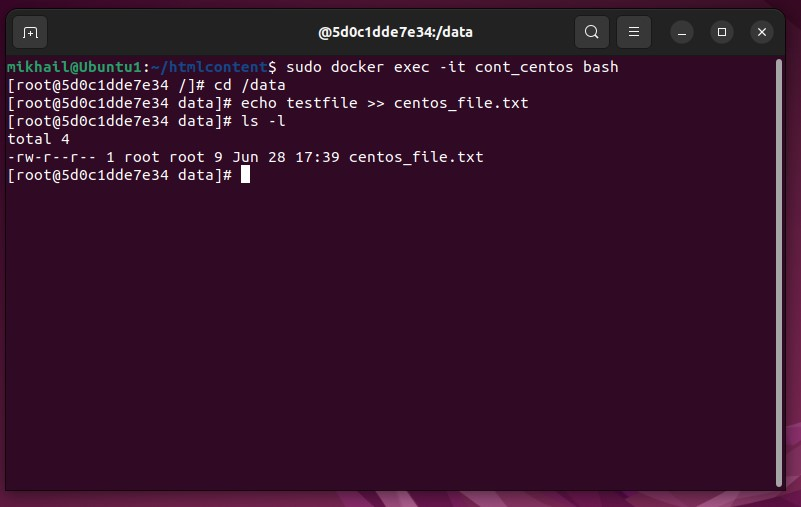 @5d0c1dde7e34:/data
mikhail@Ubuntu1:~/htmlcontent$ sudo docker exec -it cont_centos bash
[root@5d0c1dde7e34 /]# cd /data
[root@5d0c1dde7e34 data]# echo testfile >> centos_file.txt
[root@5d0c1dde7e34 data]# ls -l
total 4
-rw-r--r-- 1 root root 9 Jun 28 17:39 centos_file.txt
[root@5d0c1dde7e34 data]#